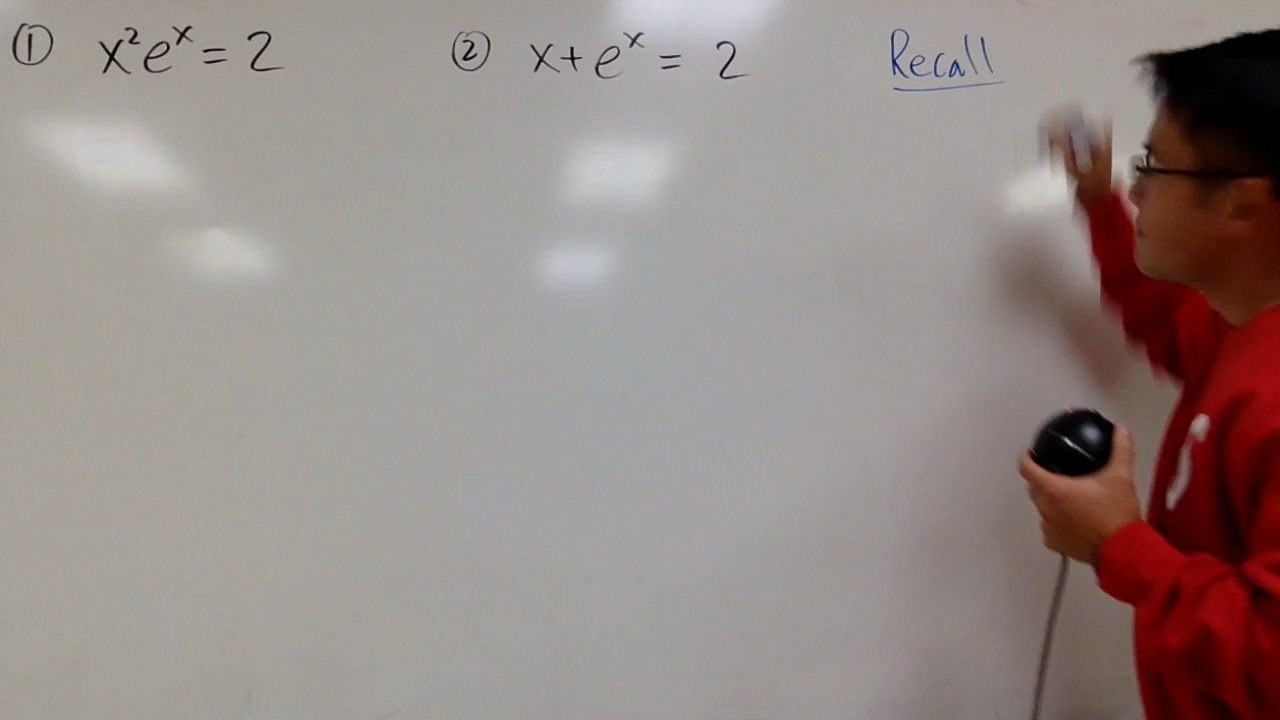 ① x²eˣ = 2
② x + eˣ = 2
Recall